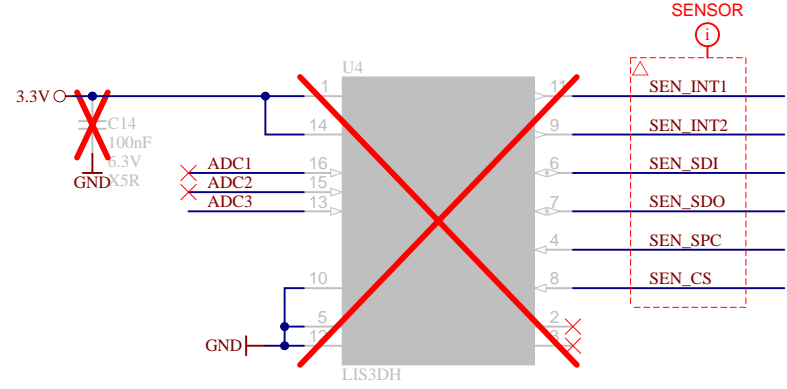 SENSOR
i
U4
3.3V
1
11
SEN_INT1
C14
100nF
6.3V
X5R
GND
14
9
SEN_INT2
ADC1
16
6
SEN_SDI
ADC2
15
ADC3
13
7
SEN_SDO
4
SEN_SPC
10
8
SEN_CS
5
2
GND
12
3
LIS3DH